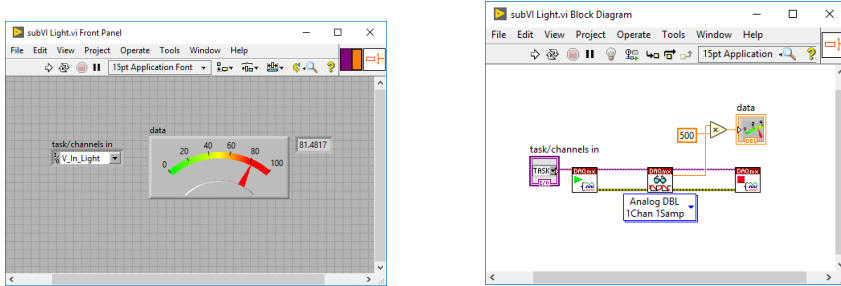 subVI Light.vi Front Panel
File Edit View Project Operate Tools Window Help
15pt Application Font
task/channels in
V_In_Light
data
0 20 40 60 80 100
81.4817
subVI Light.vi Block Diagram
File Edit View Project Operate Tools Window Help
15pt Application
data
500
DBL
task/channels in
TASK
I/O
DAQmx
DAQmx
DAQmx
Analog DBL
1Chan 1Samp